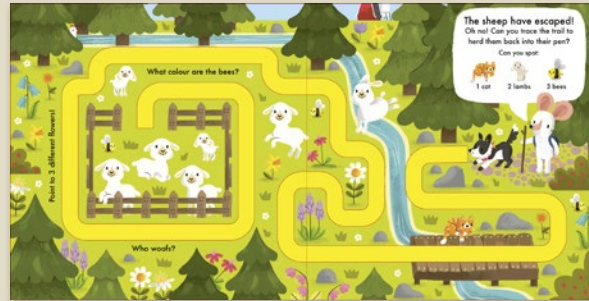 The sheep have escaped!
Oh no! Can you trace the trail to
herd them back into their pen?
Can you spot:
1 cat 2 lambs 3 bees
What colour are the bees?
Point to 3 different flowers!
Who woofs?